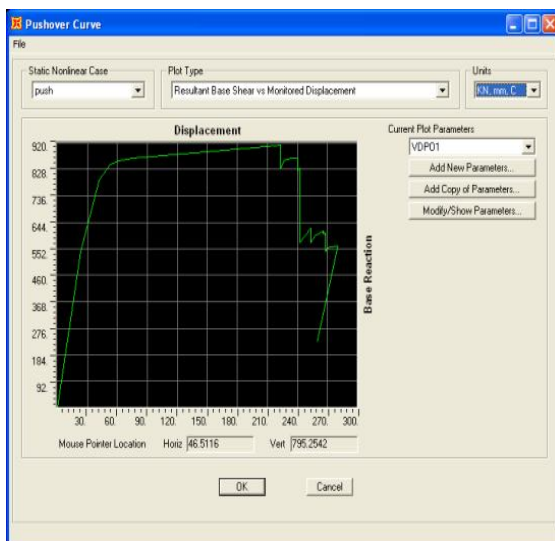 Pushover Curve
File
Static Nonlinear Case
push
Plot Type
Resultant Base Shear vs Monitored Displacement
Units
KN, mm, C
Displacement
Current Plot Parameters
VDPO1
Add New Parameters...
Add Copy of Parameters...
Modify/Show Parameters...
920.
828.
736.
644.
552.
460.
368.
276.
184.
92.
Base Reaction
30. 60. 90. 120. 150. 180. 210. 240. 270. 300.
Mouse Pointer Location Horiz 46.5116 Vert 795.2542
OK Cancel